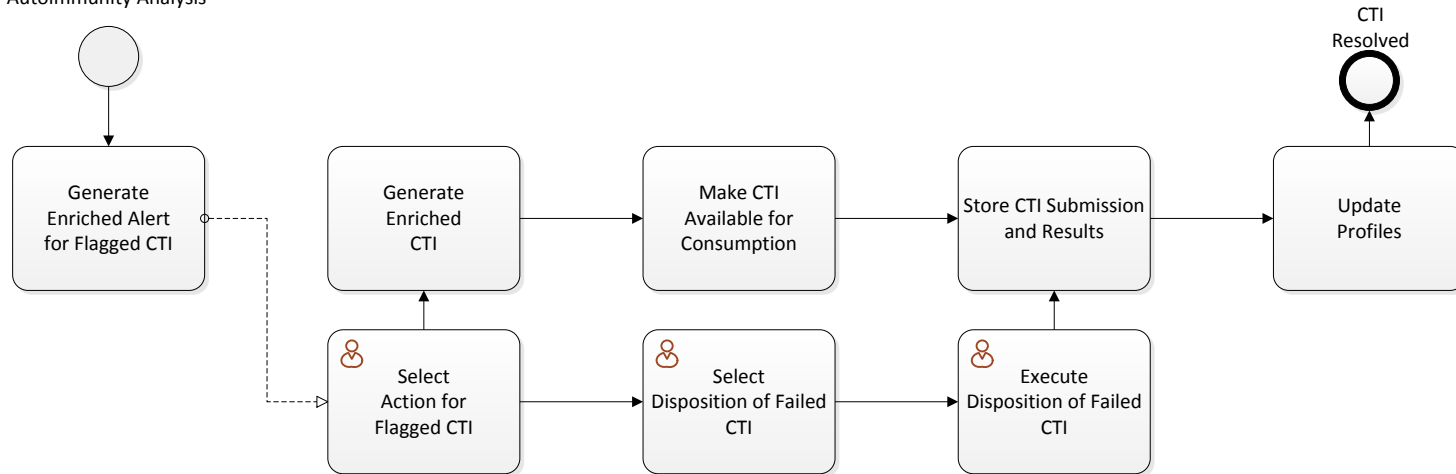 Autoimmunity Analysis
CTI
Resolved
Generate
Enriched Alert
for Flagged CTI
Generate
Enriched
CTI
Make CTI
Available for
Consumption
Store CTI Submission
and Results
Update
Profiles
Select
Action for
Flagged CTI
Select
Disposition of Failed
CTI
Execute
Disposition of Failed
CTI